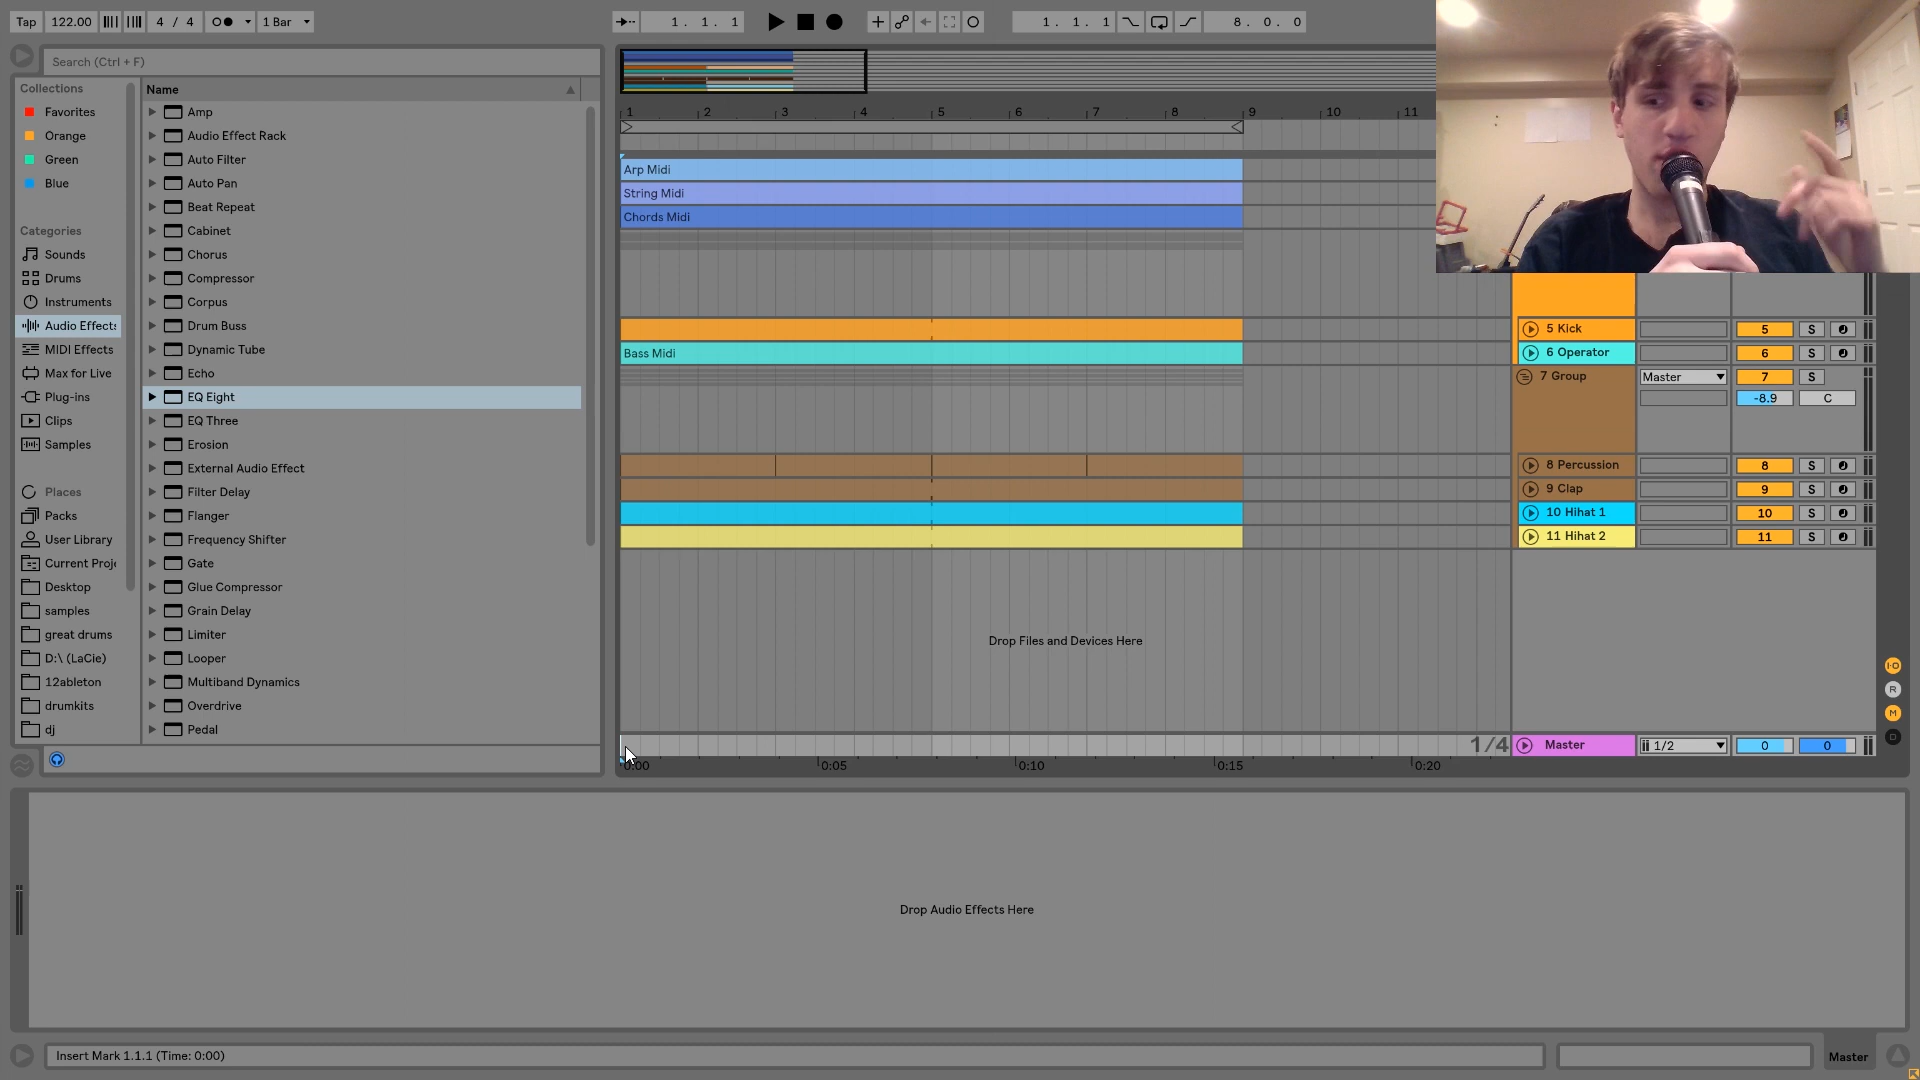 Tap 122.00 4 / 4 1 Bar 1. 1. 1 1. 1. 1 8. 0. 0
Search (Ctrl + F)
Collections
Favorites
Orange
Green
Blue
Categories
Sounds
Drums
Instruments
Audio Effects
MIDI Effects
Max for Live
Plug-ins
Clips
Samples
Places
Packs
User Library
Current Proje
Desktop
samples
great drums
D:\ (LaCie)
12ableton
drumkits
dj
Name
Amp
Audio Effect Rack
Auto Filter
Auto Pan
Beat Repeat
Cabinet
Chorus
Compressor
Corpus
Drum Buss
Dynamic Tube
Echo
EQ Eight
EQ Three
Erosion
External Audio Effect
Filter Delay
Flanger
Frequency Shifter
Gate
Glue Compressor
Grain Delay
Limiter
Looper
Multiband Dynamics
Overdrive
Pedal
1 2 3 4 5 6 7 8 9 10 11
Arp Midi
String Midi
Chords Midi
5 Kick 5 S
Bass Midi 6 Operator 6 S
7 Group Master 7 S
-8.9 C
8 Percussion 8 S
9 Clap 9 S
10 Hihat 1 10 S
11 Hihat 2 11 S
Drop Files and Devices Here
I·O
R
M
D
1/4 Master 1/2 0 0
0:00 0:05 0:10 0:15 0:20
Drop Audio Effects Here
Insert Mark 1.1.1 (Time: 0:00) Master